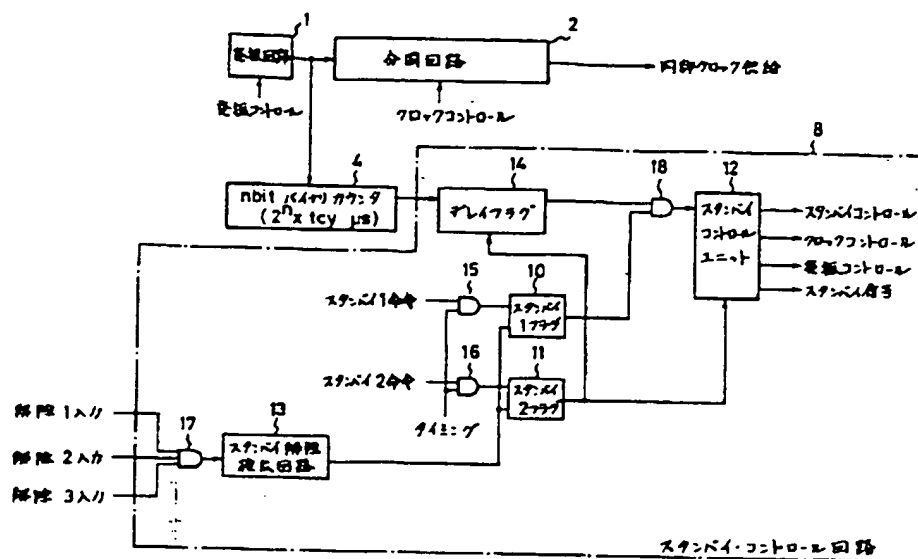 1
2
発振回路
分周回路
内部クロック供給
発振コントロール
クロックコントロール
8
4
14
18
12
nbit バイナリカウンタ
(2ⁿx tcy μs)
ディレイフラグ
スタンバイ
コントロール
ユニット
スタンバイコントロール
クロックコントロール
発振コントロール
スタンバイ信号
15
10
スタンバイ1命令
スタンバイ
1フラグ
16
11
スタンバイ2命令
スタンバイ
2フラグ
タイミング
解除1入力
17
13
解除2入力
スタンバイ解除
検出回路
解除3入力
スタンバイ・コントロール回路